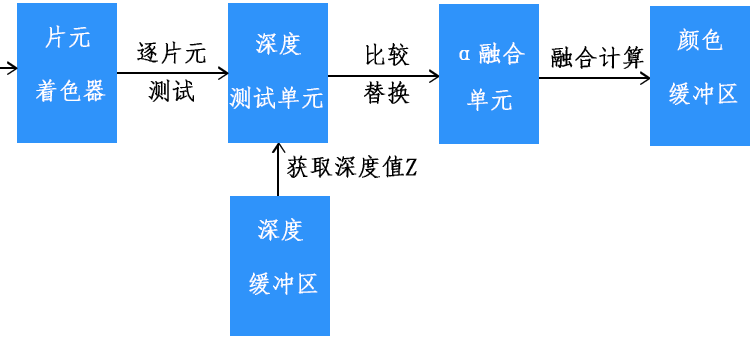 片元
着色器
逐片元
测试
深度
测试单元
比较
替换
α融合
单元
融合计算
颜色
缓冲区
获取深度值Z
深度
缓冲区